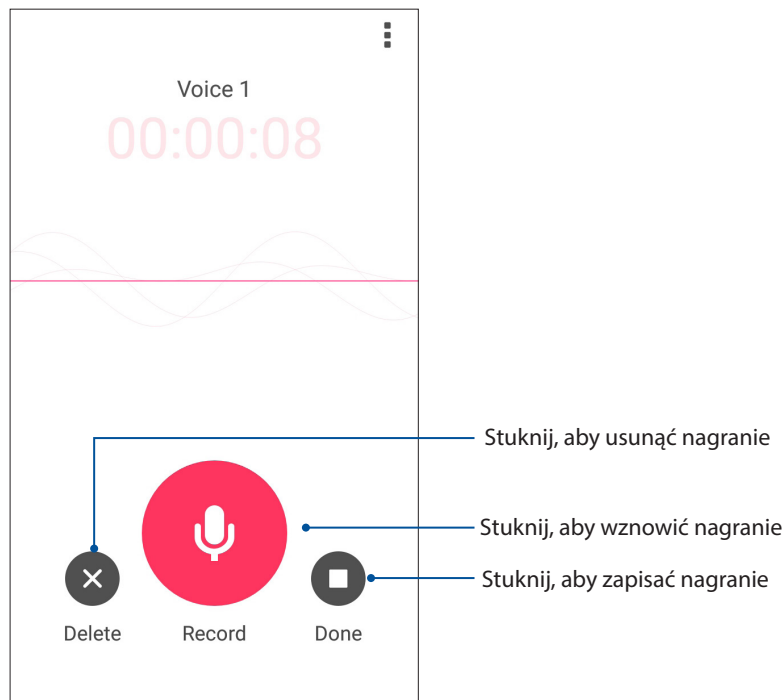 Voice 1
00:00:08
Stuknij, aby usunąć nagranie
Stuknij, aby wznowić nagranie
Stuknij, aby zapisać nagranie
Delete
Record
Done